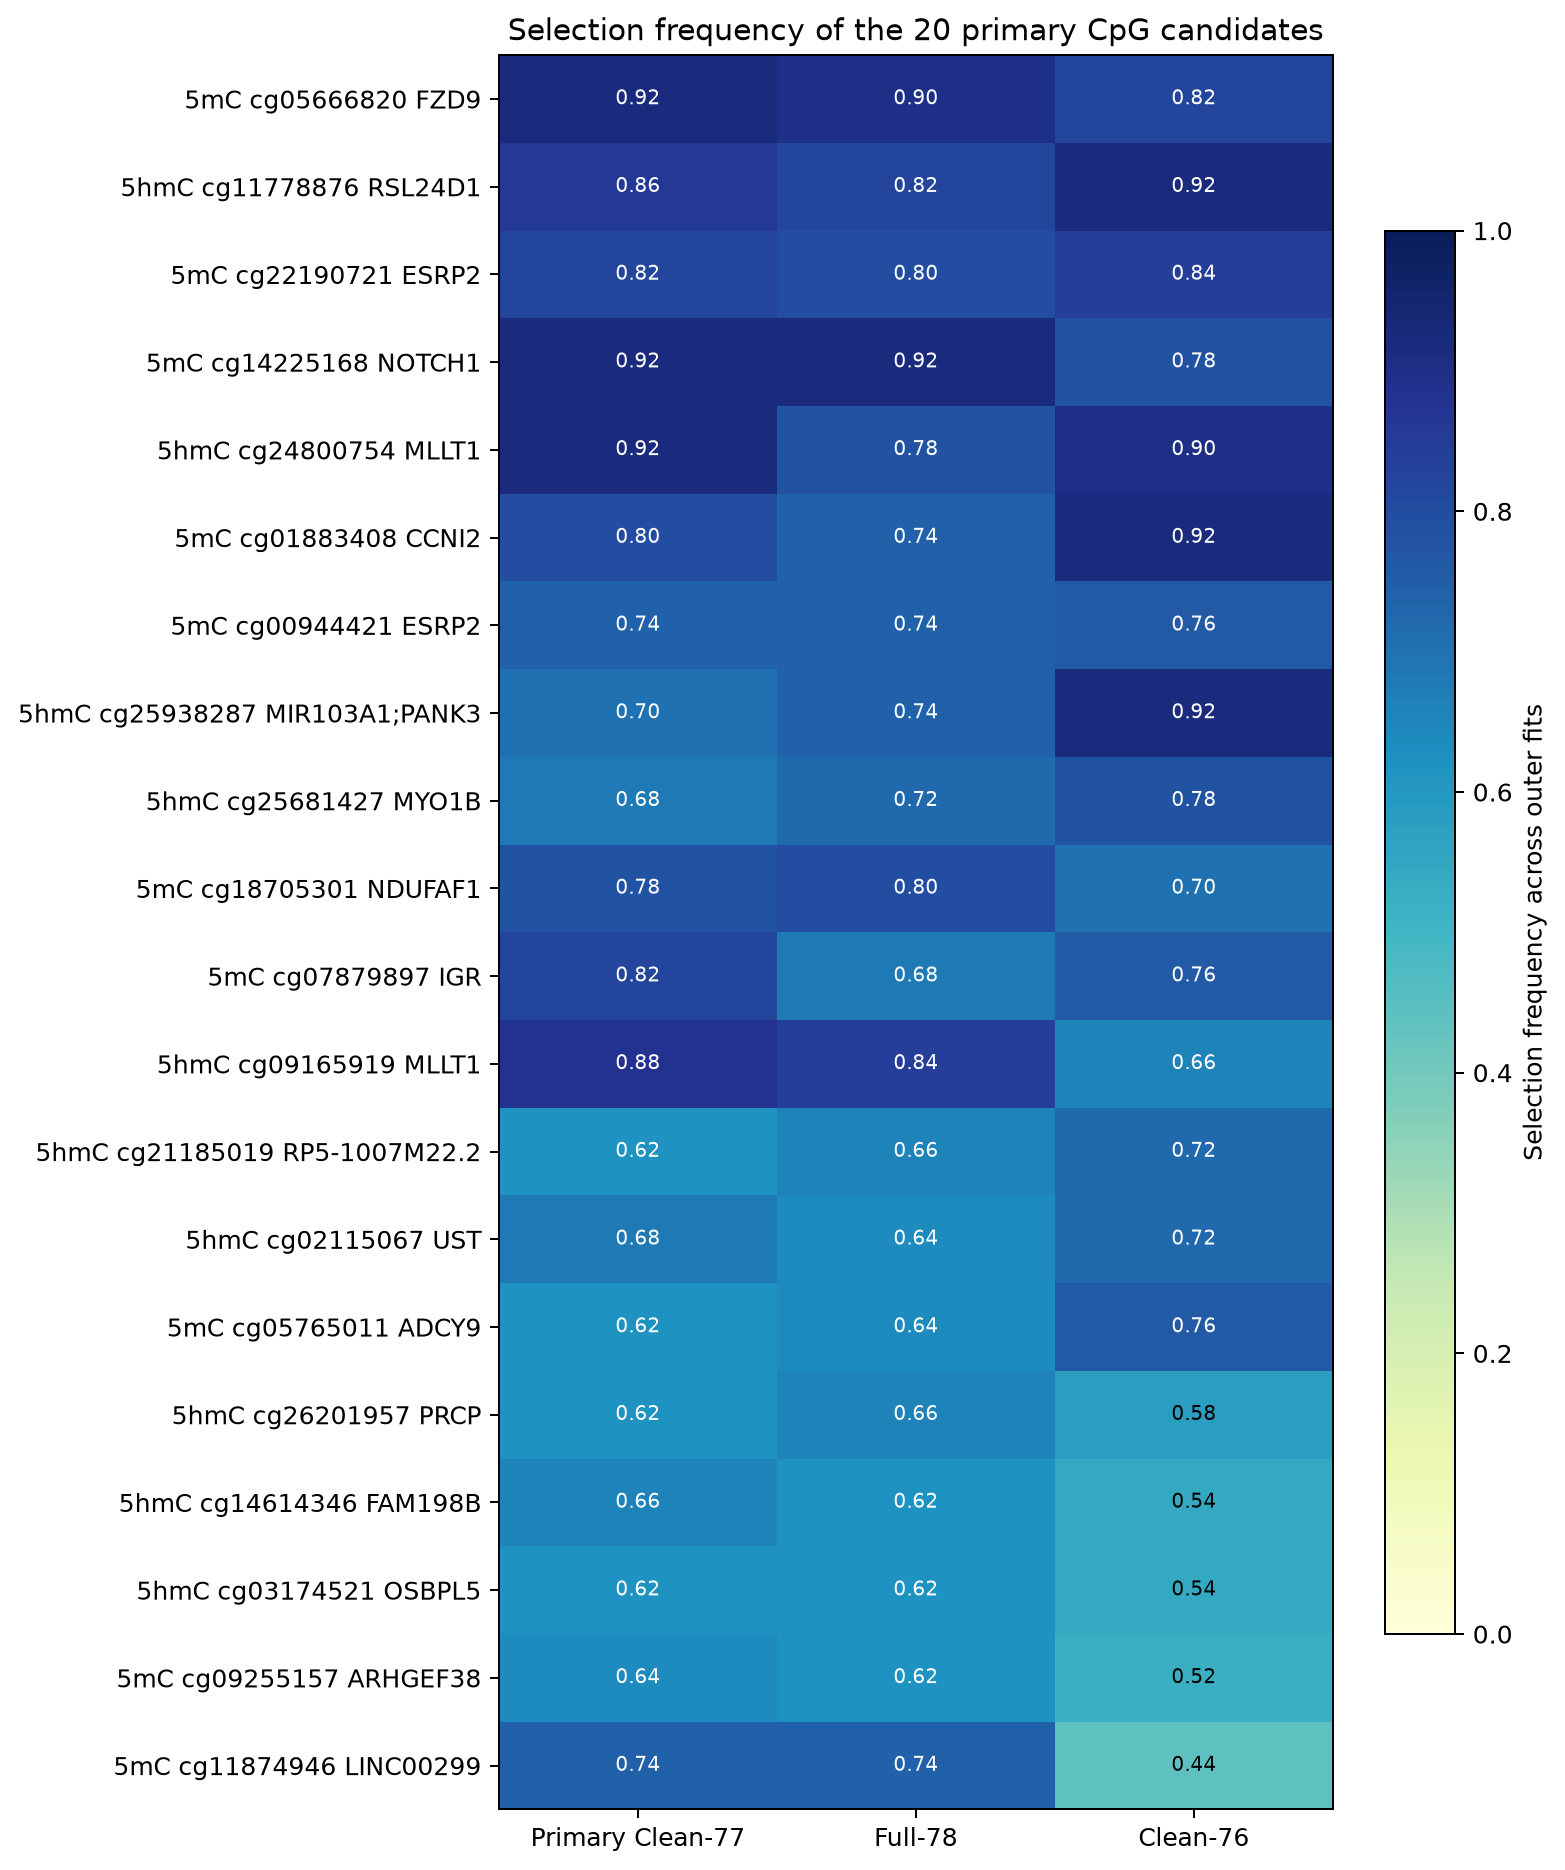 Selection frequency of the 20 primary CpG candidates
5mC cg05666820 FZD9 0.92 0.90 0.82
5hmC cg11778876 RSL24D1 0.86 0.82 0.92
5mC cg22190721 ESRP2 0.82 0.80 0.84
5mC cg14225168 NOTCH1 0.92 0.92 0.78
5hmC cg24800754 MLLT1 0.92 0.78 0.90
5mC cg01883408 CCNI2 0.80 0.74 0.92
5mC cg00944421 ESRP2 0.74 0.74 0.76
5hmC cg25938287 MIR103A1;PANK3 0.70 0.74 0.92
5hmC cg25681427 MYO1B 0.68 0.72 0.78
5mC cg18705301 NDUFAF1 0.78 0.80 0.70
5mC cg07879897 IGR 0.82 0.68 0.76
5hmC cg09165919 MLLT1 0.88 0.84 0.66
5hmC cg21185019 RP5-1007M22.2 0.62 0.66 0.72
5hmC cg02115067 UST 0.68 0.64 0.72
5mC cg05765011 ADCY9 0.62 0.64 0.76
5hmC cg26201957 PRCP 0.62 0.66 0.58
5hmC cg14614346 FAM198B 0.66 0.62 0.54
5hmC cg03174521 OSBPL5 0.62 0.62 0.54
5mC cg09255157 ARHGEF38 0.64 0.62 0.52
5mC cg11874946 LINC00299 0.74 0.74 0.44
Primary Clean-77 Full-78 Clean-76
1.0
0.8
0.6
0.4
0.2
0.0
Selection frequency across outer fits